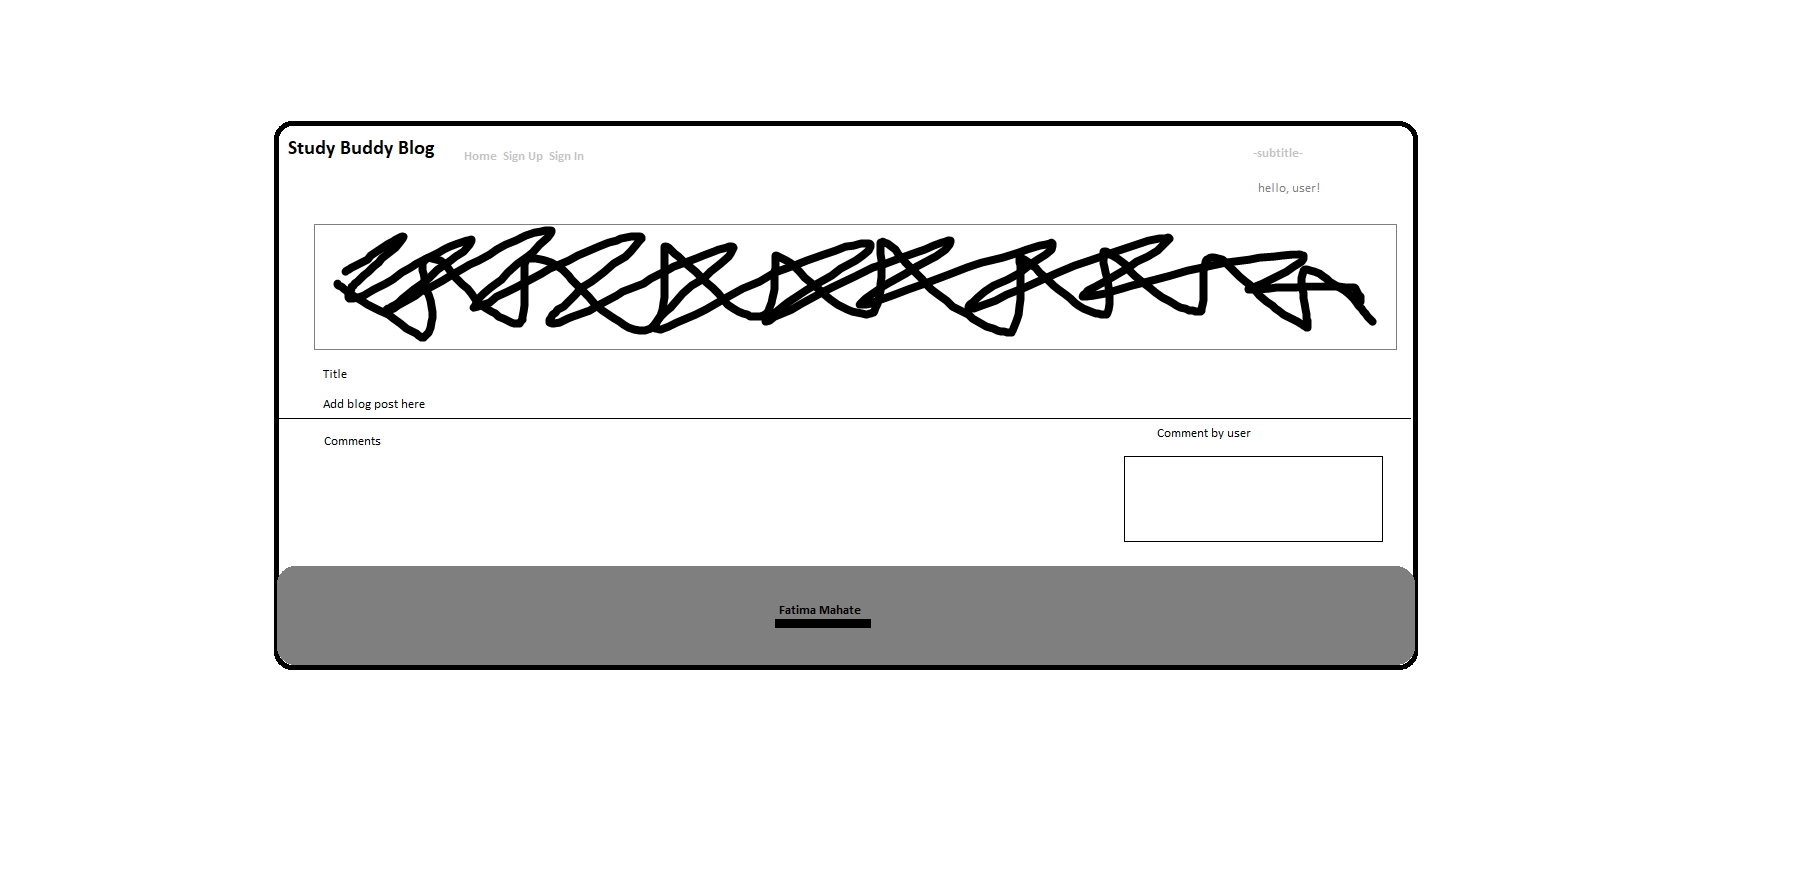 Study Buddy Blog
Home Sign Up Sign In
-subtitle-
hello, user!
Title
Add blog post here
Comments
Comment by user
Fatima Mahate